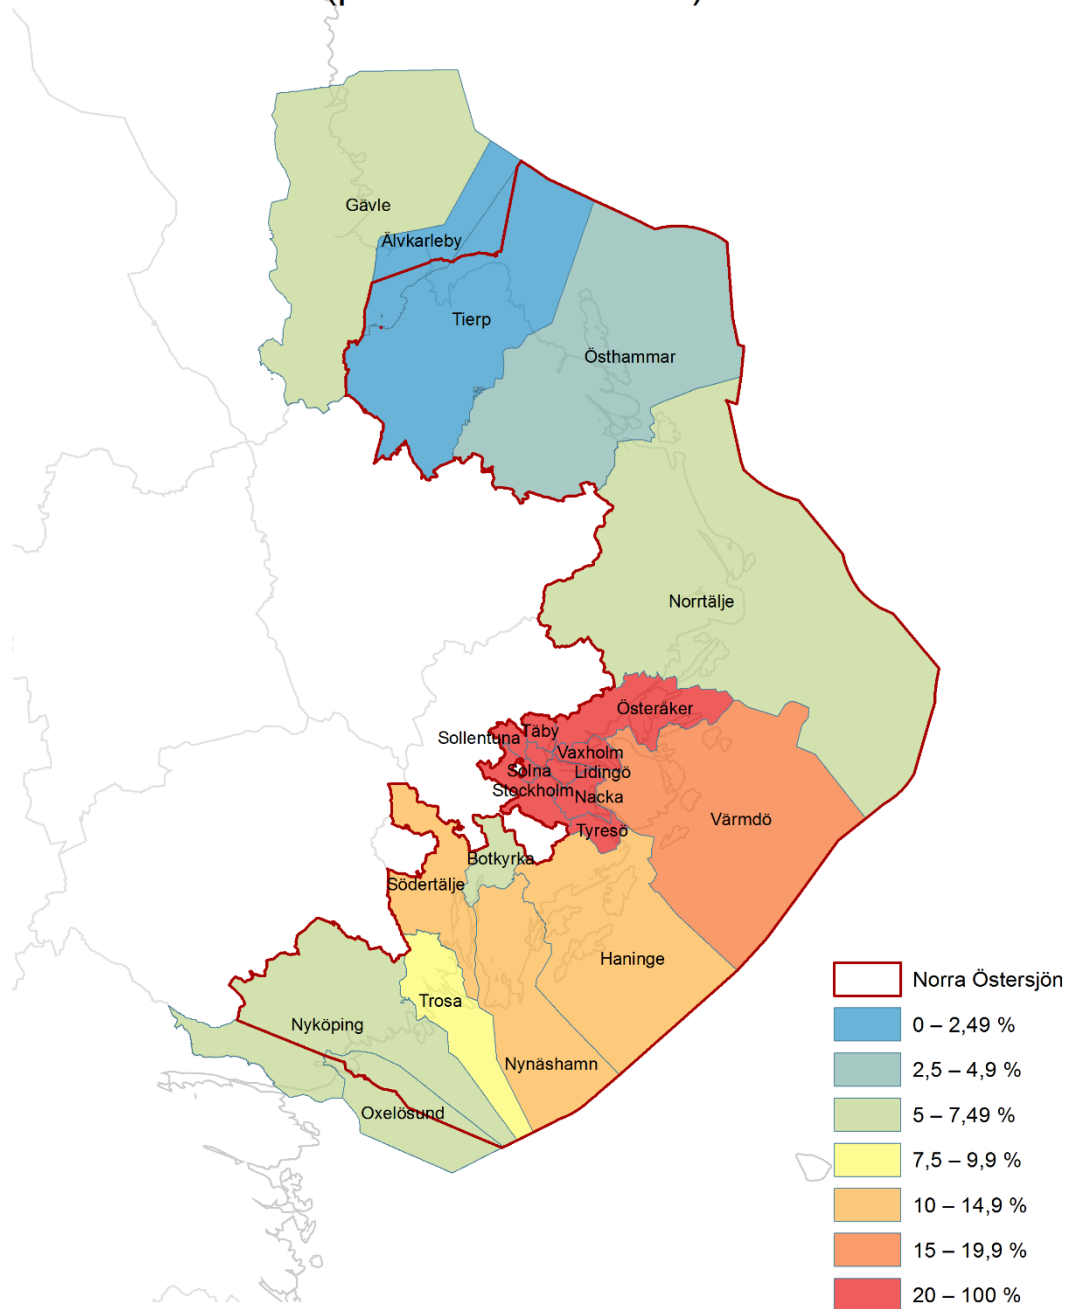 Gävle
Älvkarleby
Tierp
Östhammar
Norrtälje
Österåker
Täby
Sollentuna
Vaxholm
Solna
Lidingö
Stockholm
Nacka
Värmdö
Tyresö
Botkyrka
Södertälje
Haninge
Trosa
Nyköping
Nynäshamn
Oxelösund
Norra Östersjön
0 – 2,49 %
2,5 – 4,9 %
5 – 7,49 %
7,5 – 9,9 %
10 – 14,9 %
15 – 19,9 %
20 – 100 %